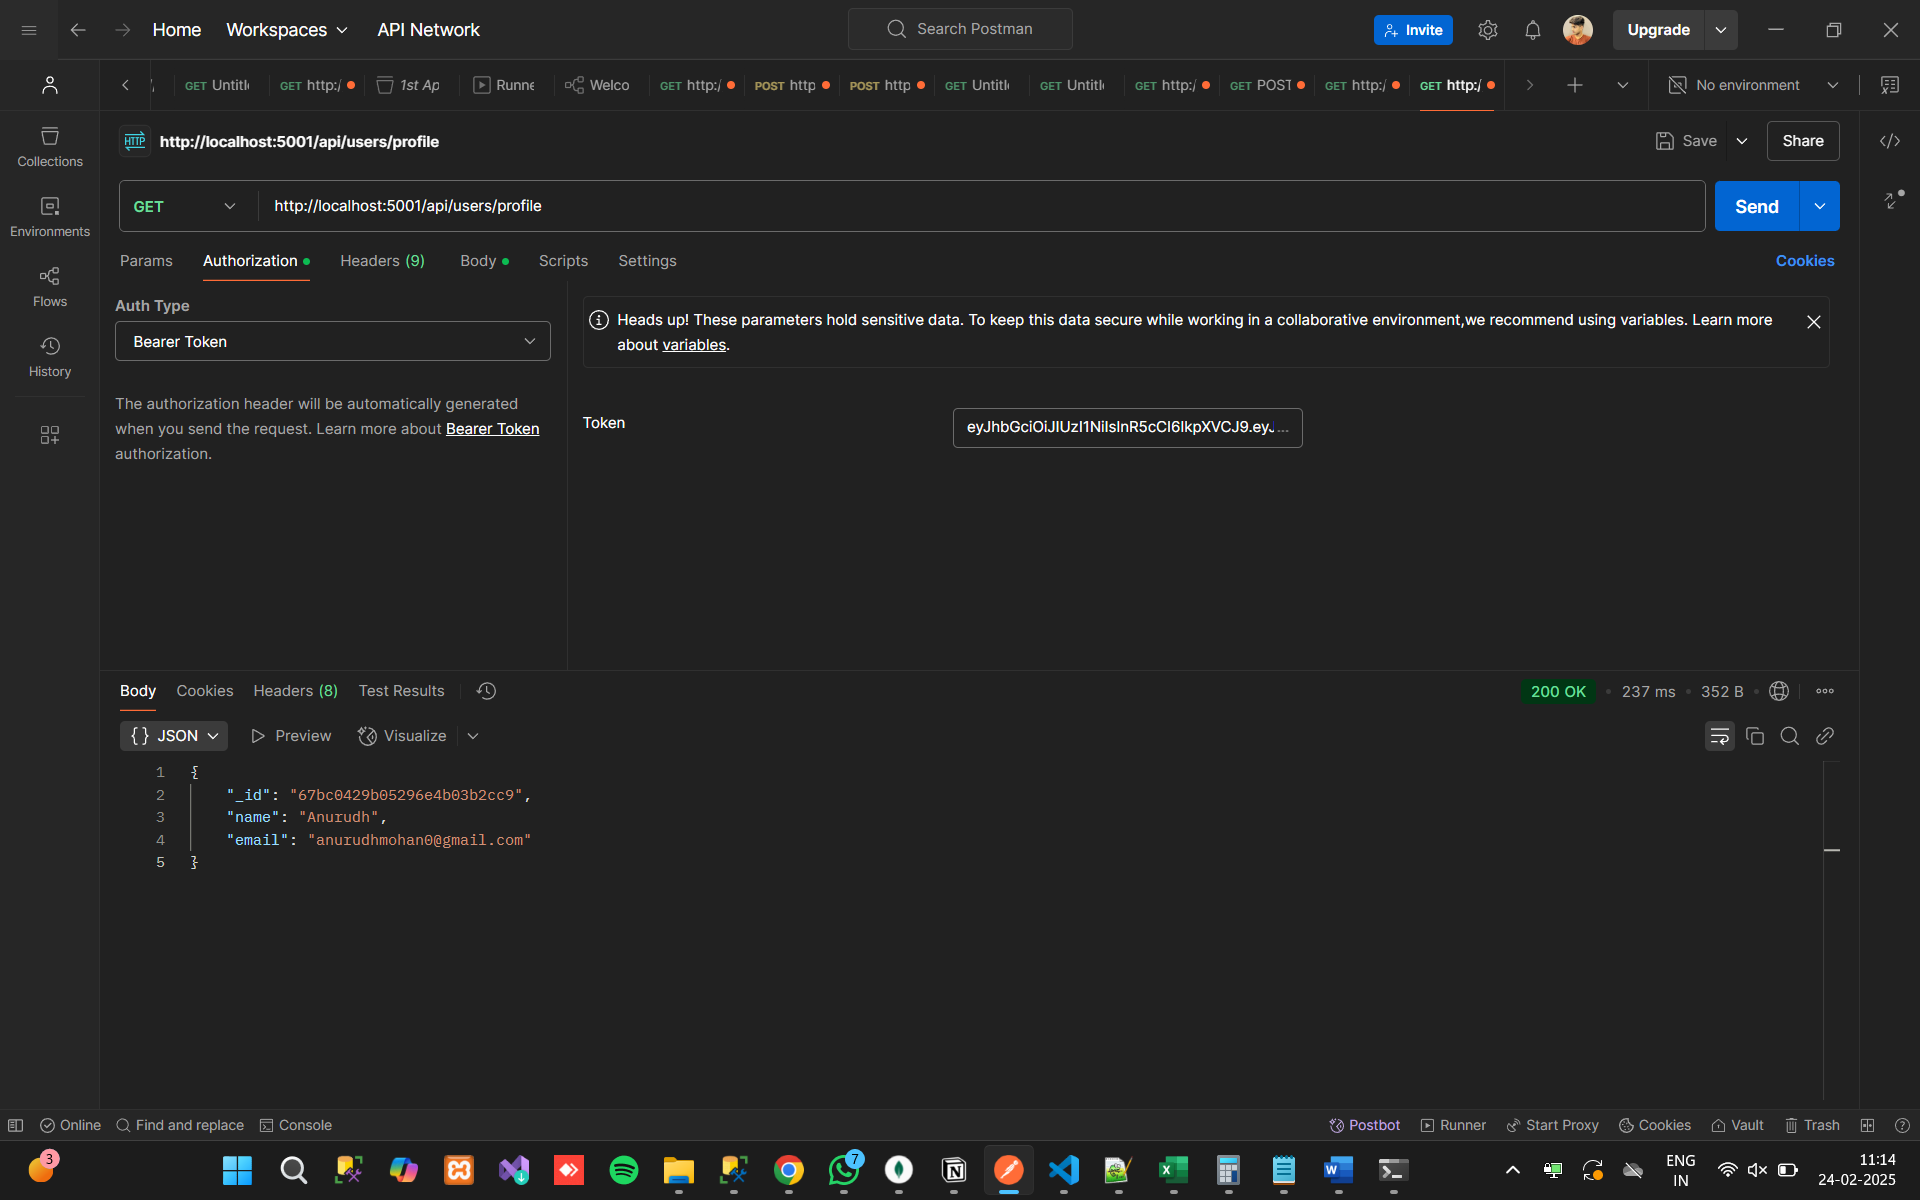 Home Workspaces API Network Search Postman Invite Upgrade
GET Untitl GET http:/ 1st Ap Runne Welco GET http:/ POST http POST http GET Untitl GET Untitl GET http:/ GET POST GET http:/ GET http:/ No environment
HTTP http://localhost:5001/api/users/profile Save Share
GET http://localhost:5001/api/users/profile Send
Params Authorization Headers (9) Body Scripts Settings Cookies
Collections
Environments
Flows
History
Auth Type
Bearer Token
The authorization header will be automatically generated
when you send the request. Learn more about Bearer Token
authorization.
Heads up! These parameters hold sensitive data. To keep this data secure while working in a collaborative environment,we recommend using variables. Learn more
about variables.
Token
Body Cookies Headers (8) Test Results 200 OK 237 ms 352 B
{} JSON Preview Visualize
1 {
2 "_id": "67bc0429b05296e4b03b2cc9",
3 "name": "Anurudh",
4 "email": "anurudhmohan0@gmail.com"
5 }
Online Find and replace Console Postbot Runner Start Proxy Cookies Vault Trash
3 7 ENG 11:14
IN 24-02-2025